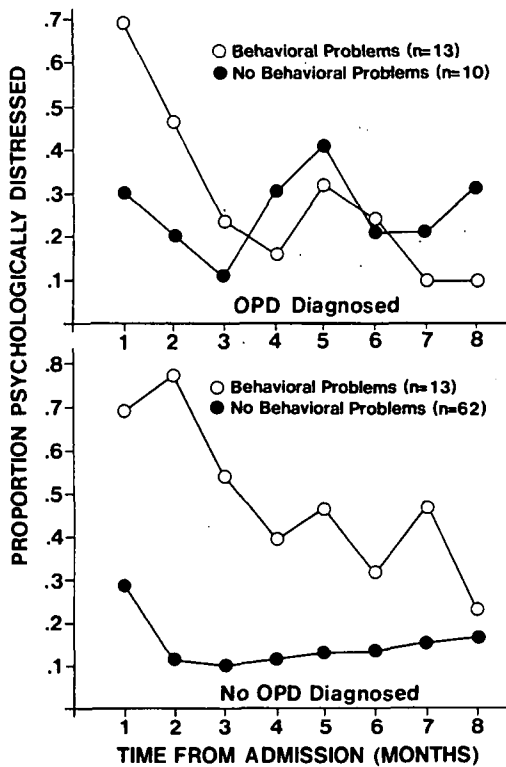 PROPORTION PSYCHOLOGICALLY DISTRESSED
.7
.6
.5
.4
.3
.2
.1
Behavioral Problems (n=13)
No Behavioral Problems (n=10)
OPD Diagnosed
1 2 3 4 5 6 7 8
.8
.7
.6
.5
.4
.3
.2
.1
Behavioral Problems (n=13)
No Behavioral Problems (n=62)
No OPD Diagnosed
1 2 3 4 5 6 7 8
TIME FROM ADMISSION (MONTHS)